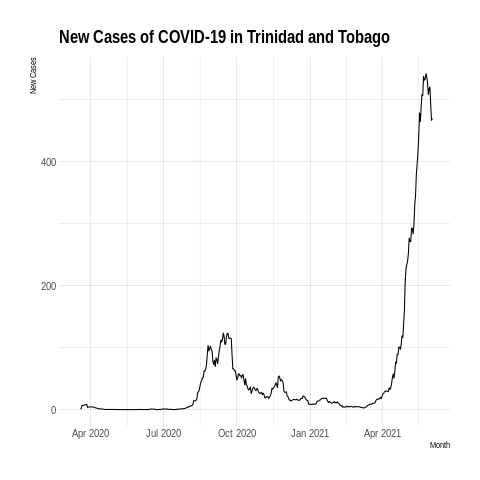 New Cases of COVID-19 in Trinidad and Tobago
New Cases
400
200
0
Apr 2020 Jul 2020 Oct 2020 Jan 2021 Apr 2021
Month